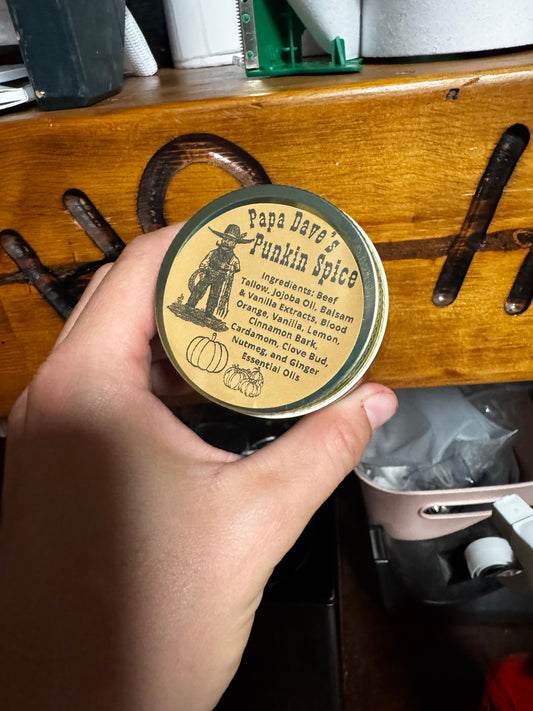 Papa Dave's
Punkin Spice
Ingredients: Beef
Tallow, Jojoba Oil, Balsam
& Vanilla Extracts, Blood
Orange, Vanilla, Lemon,
Cinnamon Bark,
Cardamom, Clove Bud,
Nutmeg, and Ginger
Essential Oils